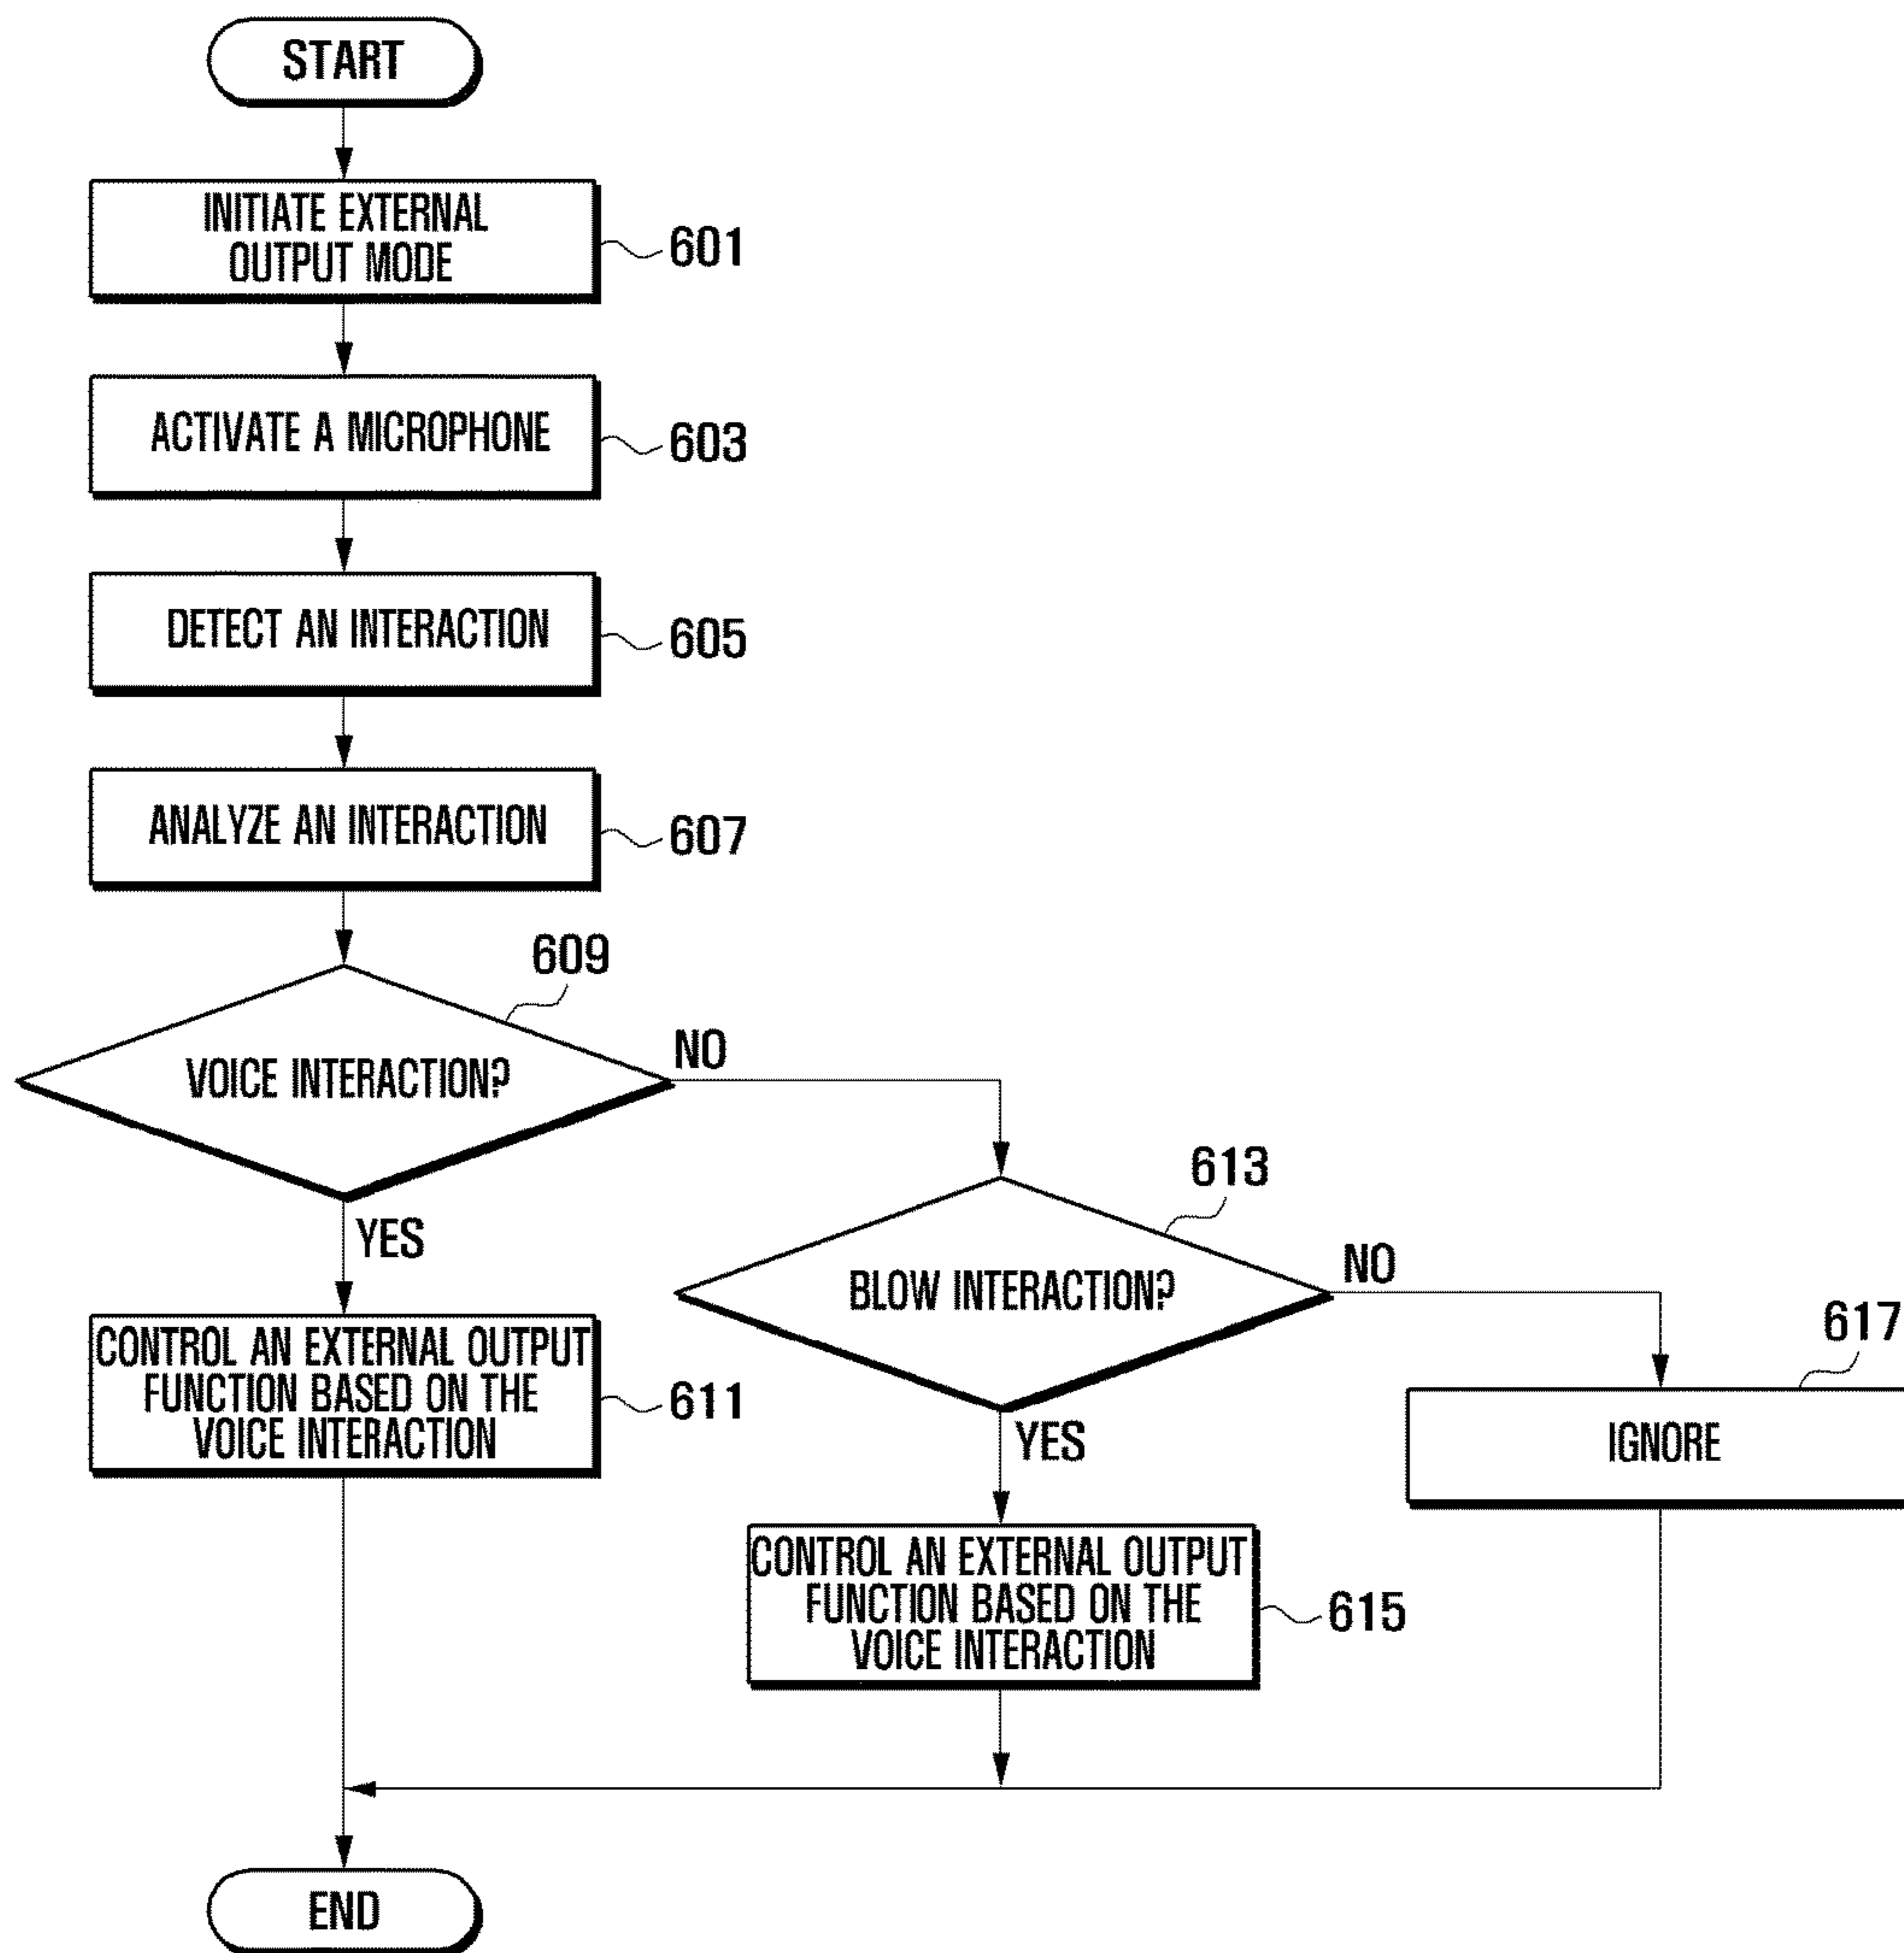 START
INITIATE EXTERNAL
OUTPUT MODE
601
ACTIVATE A MICROPHONE
603
DETECT AN INTERACTION
605
ANALYZE AN INTERACTION
607
609
VOICE INTERACTION?
NO
YES
613
BLOW INTERACTION?
NO
YES
617
IGNORE
CONTROL AN EXTERNAL OUTPUT
FUNCTION BASED ON THE
VOICE INTERACTION
611
CONTROL AN EXTERNAL OUTPUT
FUNCTION BASED ON THE
VOICE INTERACTION
615
END